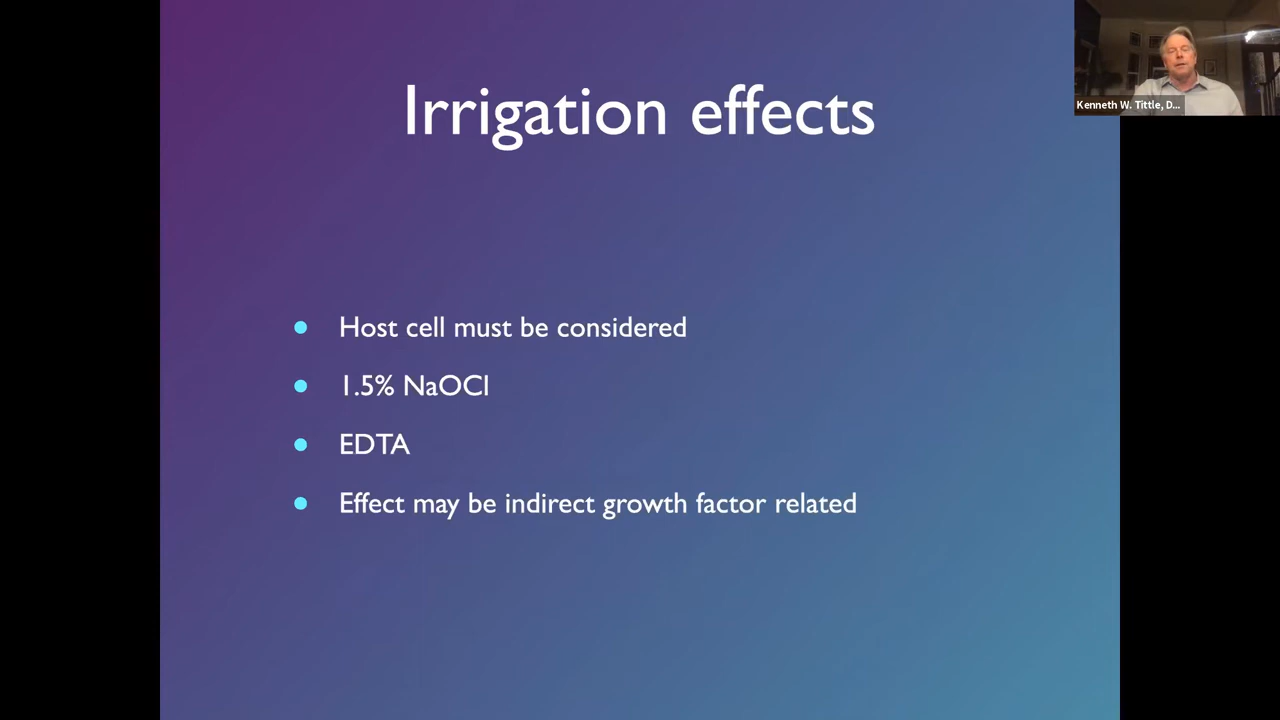 Irrigation effects
Kenneth W. Tittle, D...
Host cell must be considered
1.5% NaOCl
EDTA
Effect may be indirect growth factor related